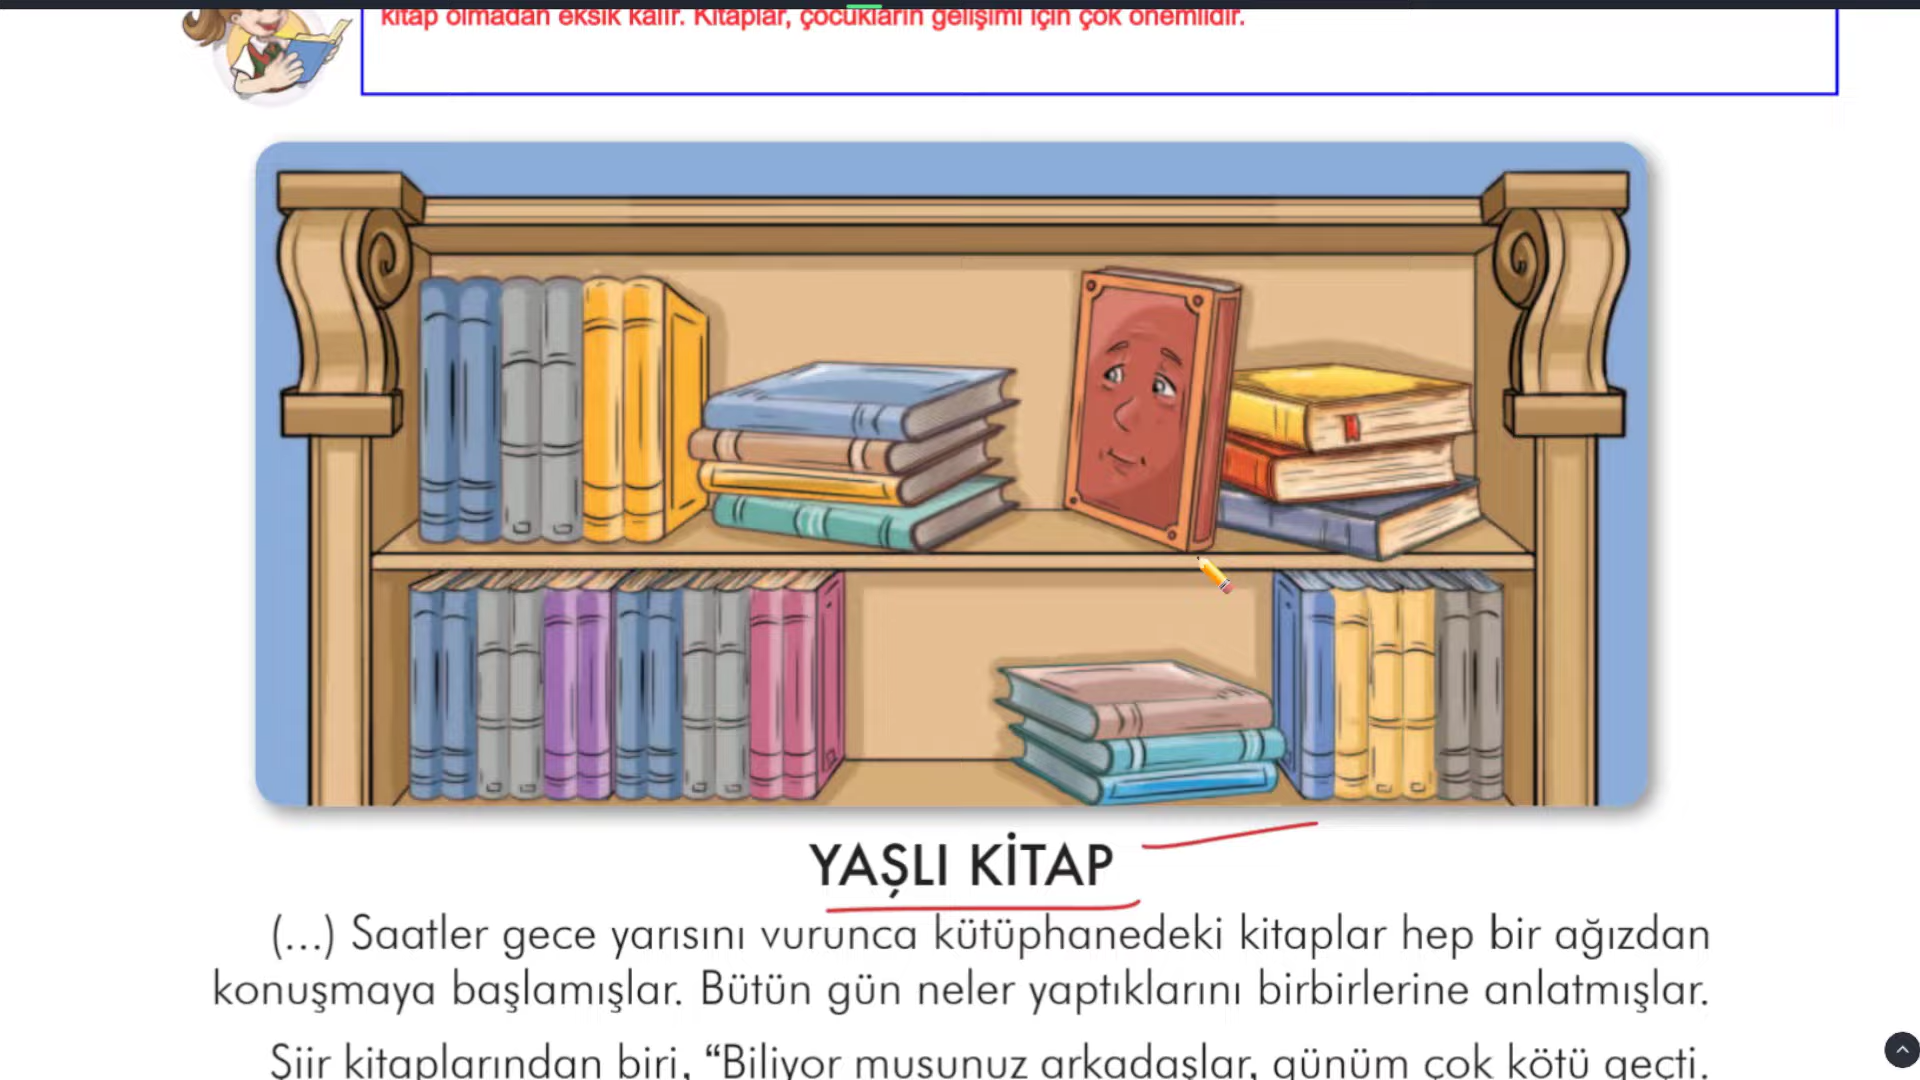 kitap olmadan eksik kalır. Kitaplar, çocukların gelişimi için çok önemlidir.
YAŞLI KİTAP
(...) Saatler gece yarısını vurunca kütüphanedeki kitaplar hep bir ağızdan
konuşmaya başlamışlar. Bütün gün neler yaptıklarını birbirlerine anlatmışlar.
Şiir kitaplarından biri, “Biliyor musunuz arkadaşlar, günüm çok kötü geçti.